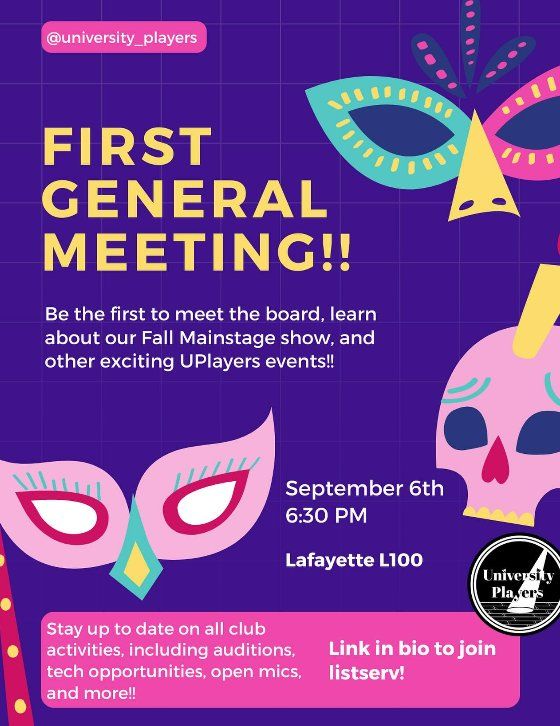 @university_players
FIRST
GENERAL
MEETING!!
Be the first to meet the board, learn
about our Fall Mainstage show, and
other exciting UPlayers events!!
September 6th
6:30 PM
Lafayette L100
University
Players
Stay up to date on all club
activities, including auditions,
tech opportunities, open mics,
and more!!
Link in bio to join
listserv!